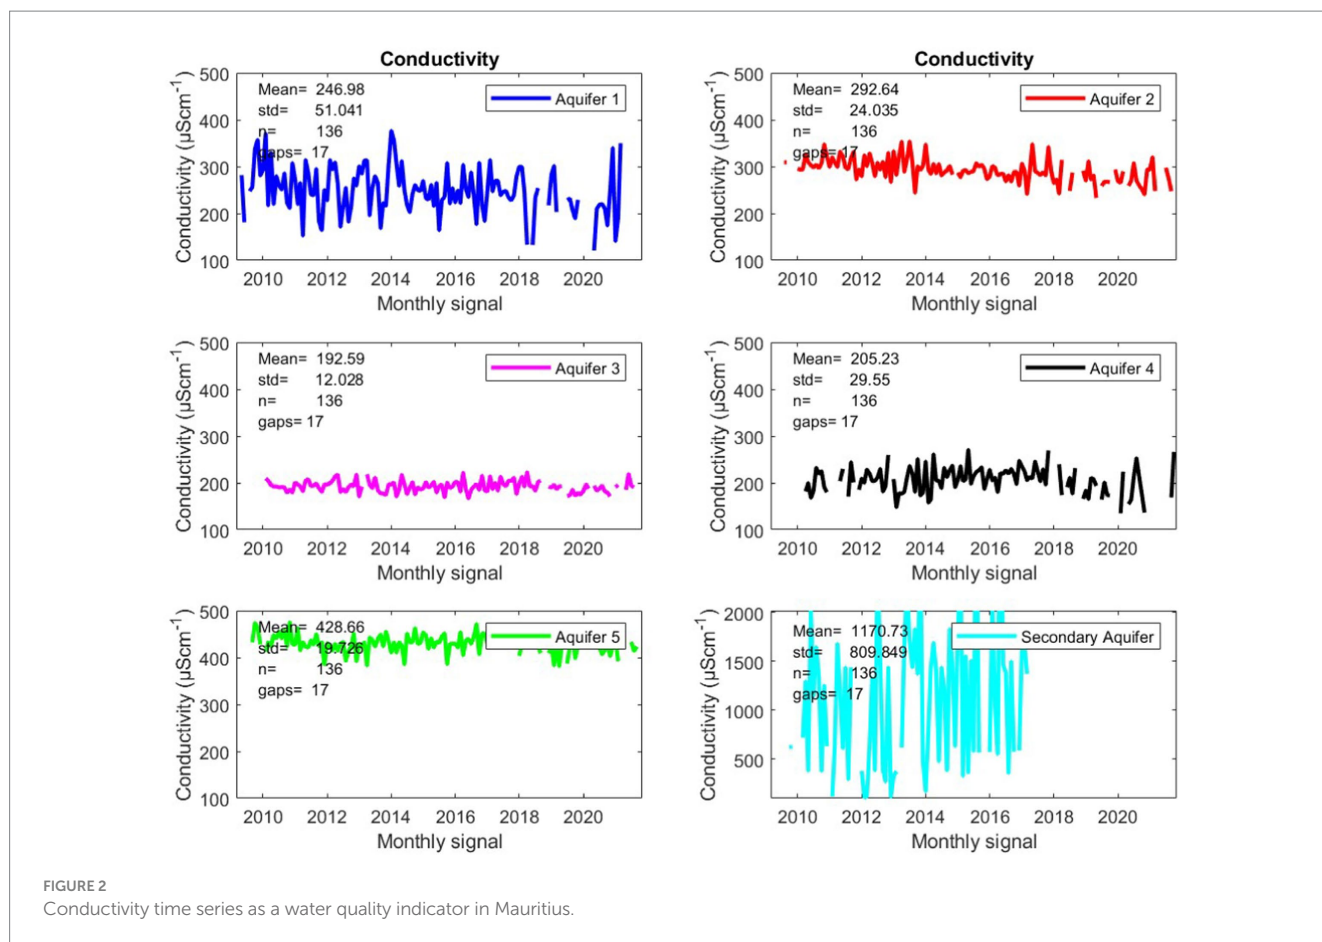 Conductivity
500
400
300
200
100
Conductivity (µScm-1)
Mean= 246.98
std= 51.041
n= 136
gaps= 17
Aquifer 1
2010 2012 2014 2016 2018 2020
Monthly signal
Conductivity
500
400
300
200
100
Conductivity (µScm-1)
Mean= 292.64
std= 24.035
n= 136
gaps= 17
Aquifer 2
2010 2012 2014 2016 2018 2020
Monthly signal
500
400
300
200
100
Conductivity (µScm-1)
Mean= 192.59
std= 12.028
n= 136
gaps= 17
Aquifer 3
2010 2012 2014 2016 2018 2020
Monthly signal
500
400
300
200
100
Conductivity (µScm-1)
Mean= 205.23
std= 29.55
n= 136
gaps= 17
Aquifer 4
2010 2012 2014 2016 2018 2020
Monthly signal
500
400
300
200
100
Conductivity (µScm-1)
Mean= 428.66
std= 19.726
n= 136
gaps= 17
Aquifer 5
2010 2012 2014 2016 2018 2020
Monthly signal
2000
1500
1000
500
Conductivity (µScm-1)
Mean= 1170.73
std= 809.849
n= 136
gaps= 17
Secondary Aquifer
2010 2012 2014 2016 2018 2020
Monthly signal
FIGURE 2
Conductivity time series as a water quality indicator in Mauritius.